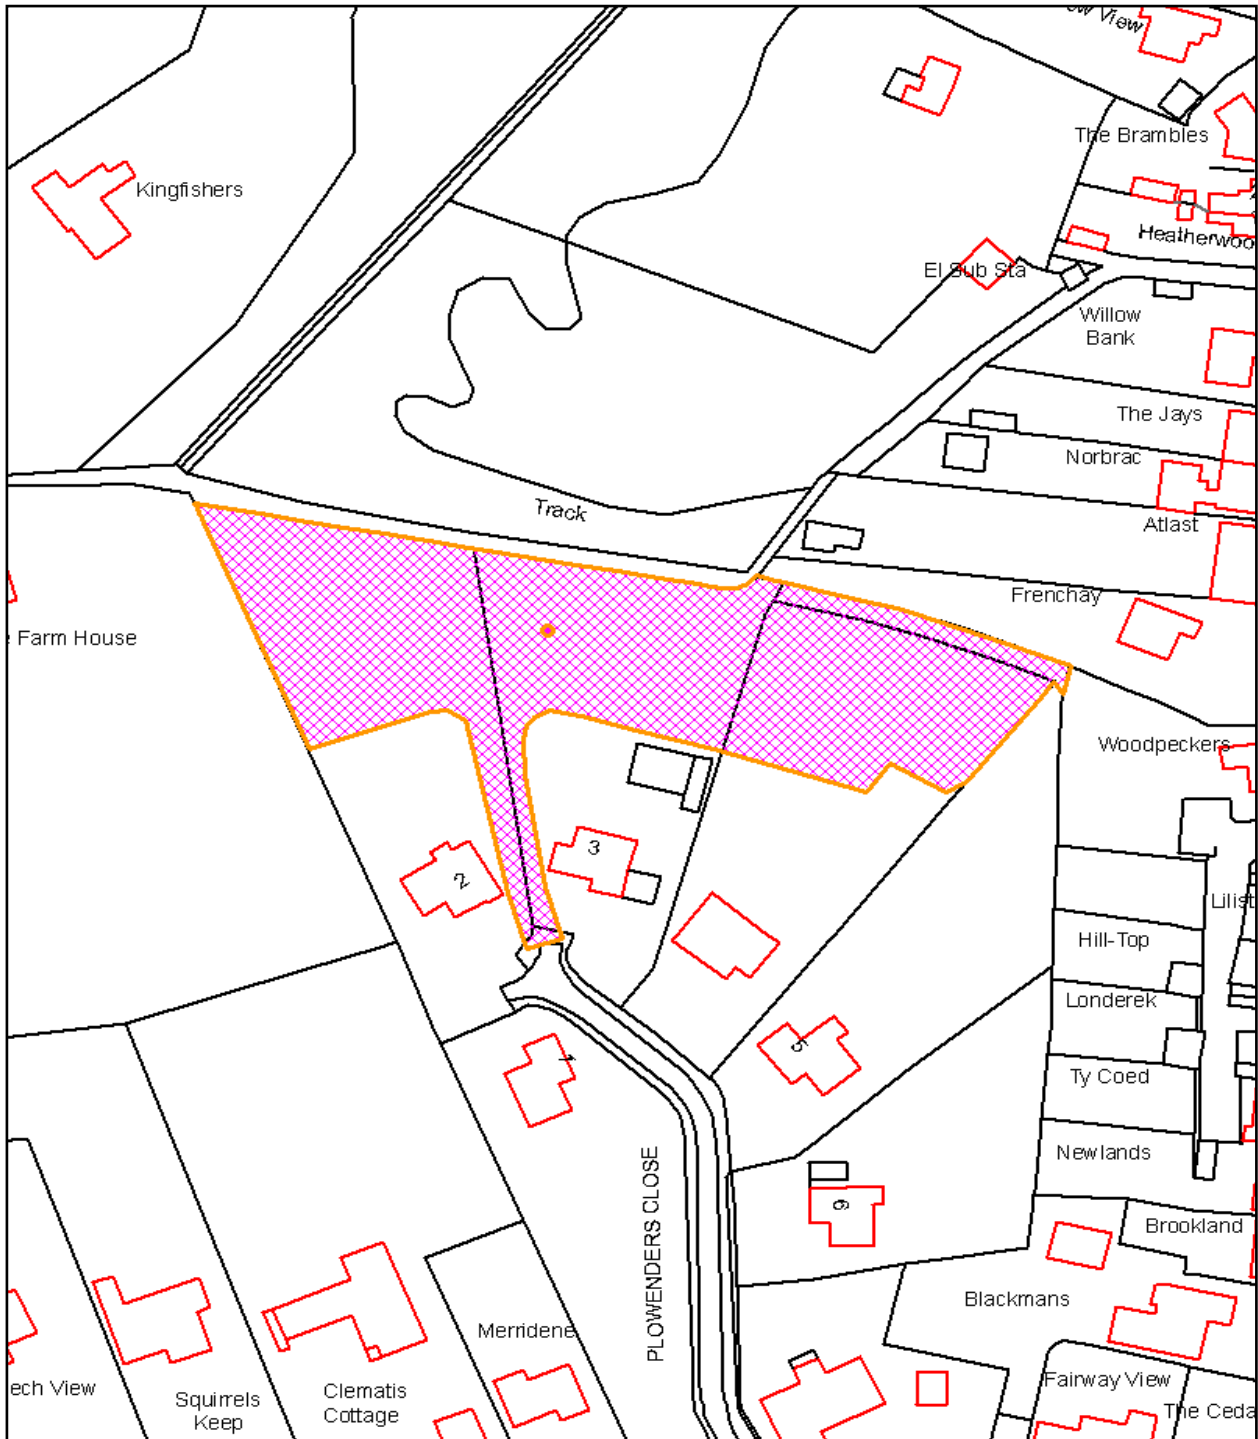 The Brambles
Kingfishers
Heatherwoo
El Sub Sta
Willow
Bank
The Jays
Norbrac
Track
Atlast
Frenchay
e Farm House
Woodpeckers
3
2
Lilist
Hill-Top
Londerek
5
1
Ty Coed
Newlands
PLOWENDERS CLOSE
6
Brookland
Blackmans
Merridene
Fairway View
ech View
Squirrels
Keep
Clematis
Cottage
The Ceda